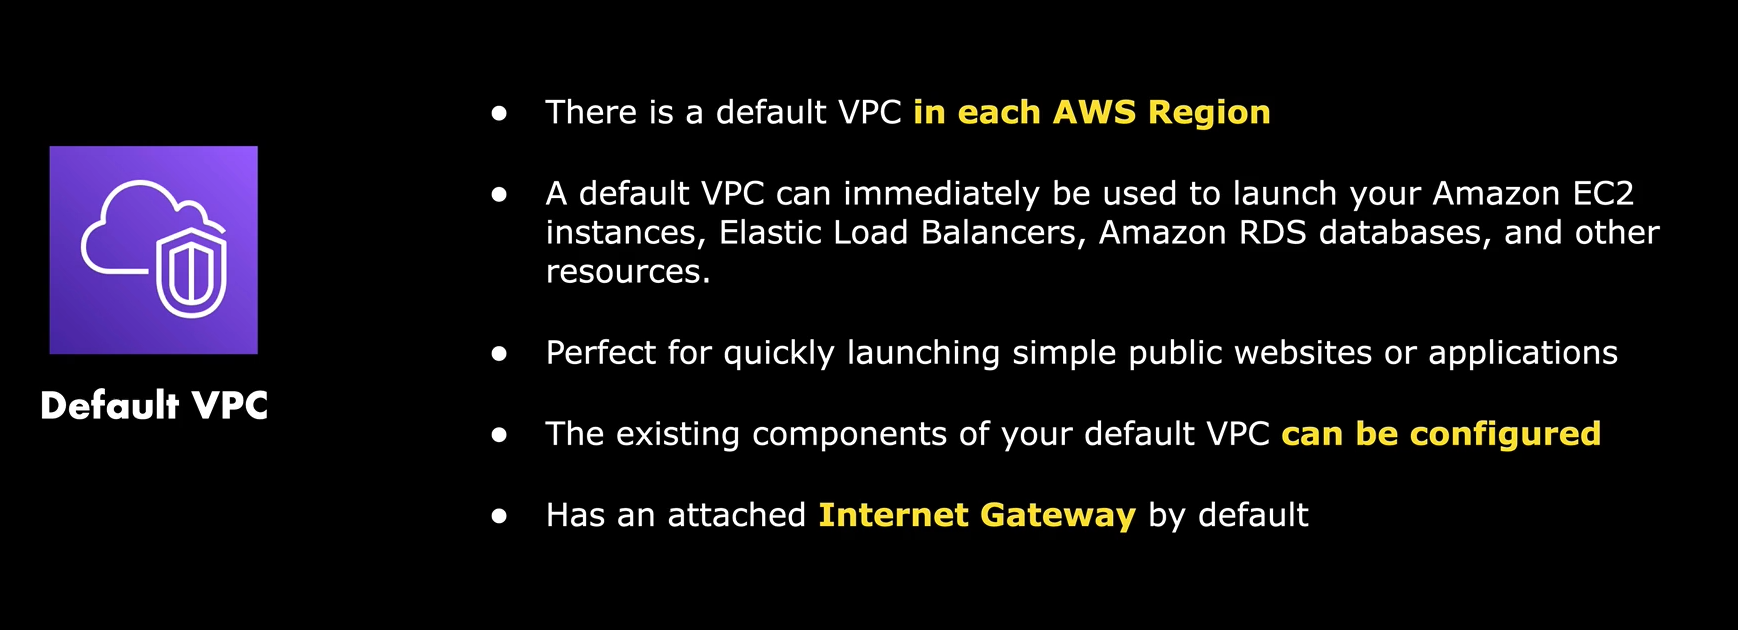 Default VPC
● There is a default VPC in each AWS Region
● A default VPC can immediately be used to launch your Amazon EC2
instances, Elastic Load Balancers, Amazon RDS databases, and other
resources.
● Perfect for quickly launching simple public websites or applications
● The existing components of your default VPC can be configured
● Has an attached Internet Gateway by default